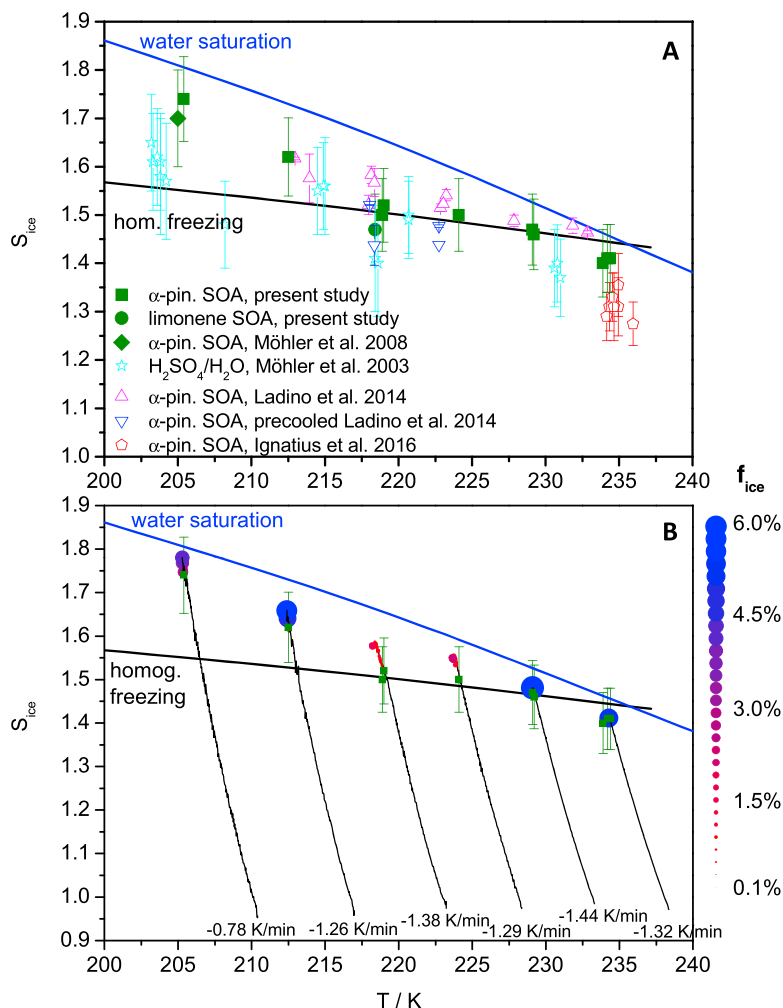 1.9
1.8
1.7
1.6
1.5
1.4
1.3
1.2
1.1
1.0
S_ice
water saturation
A
hom. freezing
α-pin. SOA, present study
limonene SOA, present study
α-pin. SOA, Möhler et al. 2008
H₂SO₄/H₂O, Möhler et al. 2003
α-pin. SOA, Ladino et al. 2014
α-pin. SOA, precooled Ladino et al. 2014
α-pin. SOA, Ignatius et al. 2016
200 205 210 215 220 225 230 235 240
1.9
1.8
1.7
1.6
1.5
1.4
1.3
1.2
1.1
1.0
0.9
S_ice
water saturation
B
homog.
freezing
-0.78 K/min
-1.26 K/min
-1.38 K/min
-1.29 K/min
-1.44 K/min
-1.32 K/min
200 205 210 215 220 225 230 235 240
T / K
f_ice
6.0%
4.5%
3.0%
1.5%
0.1%